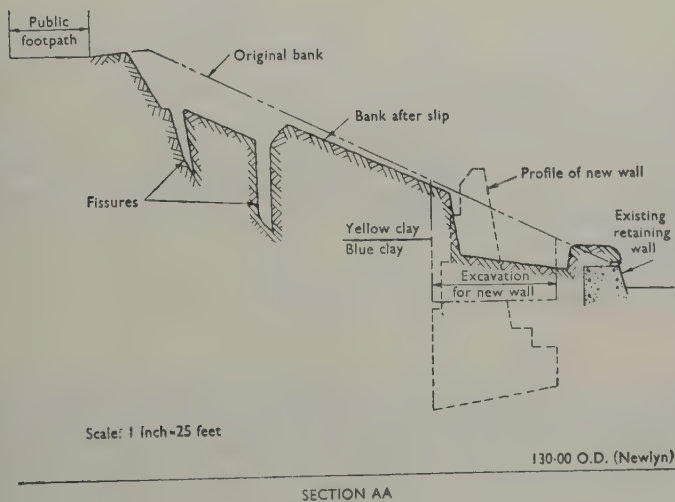 Public
footpath
Original bank
Bank after slip
Profile of new wall
Fissures
Existing
retaining
wall
Yellow clay
Blue clay
Excavation
for new wall
Scale: 1 inch=25 feet
130·00 O.D. (Newlyn)
SECTION AA